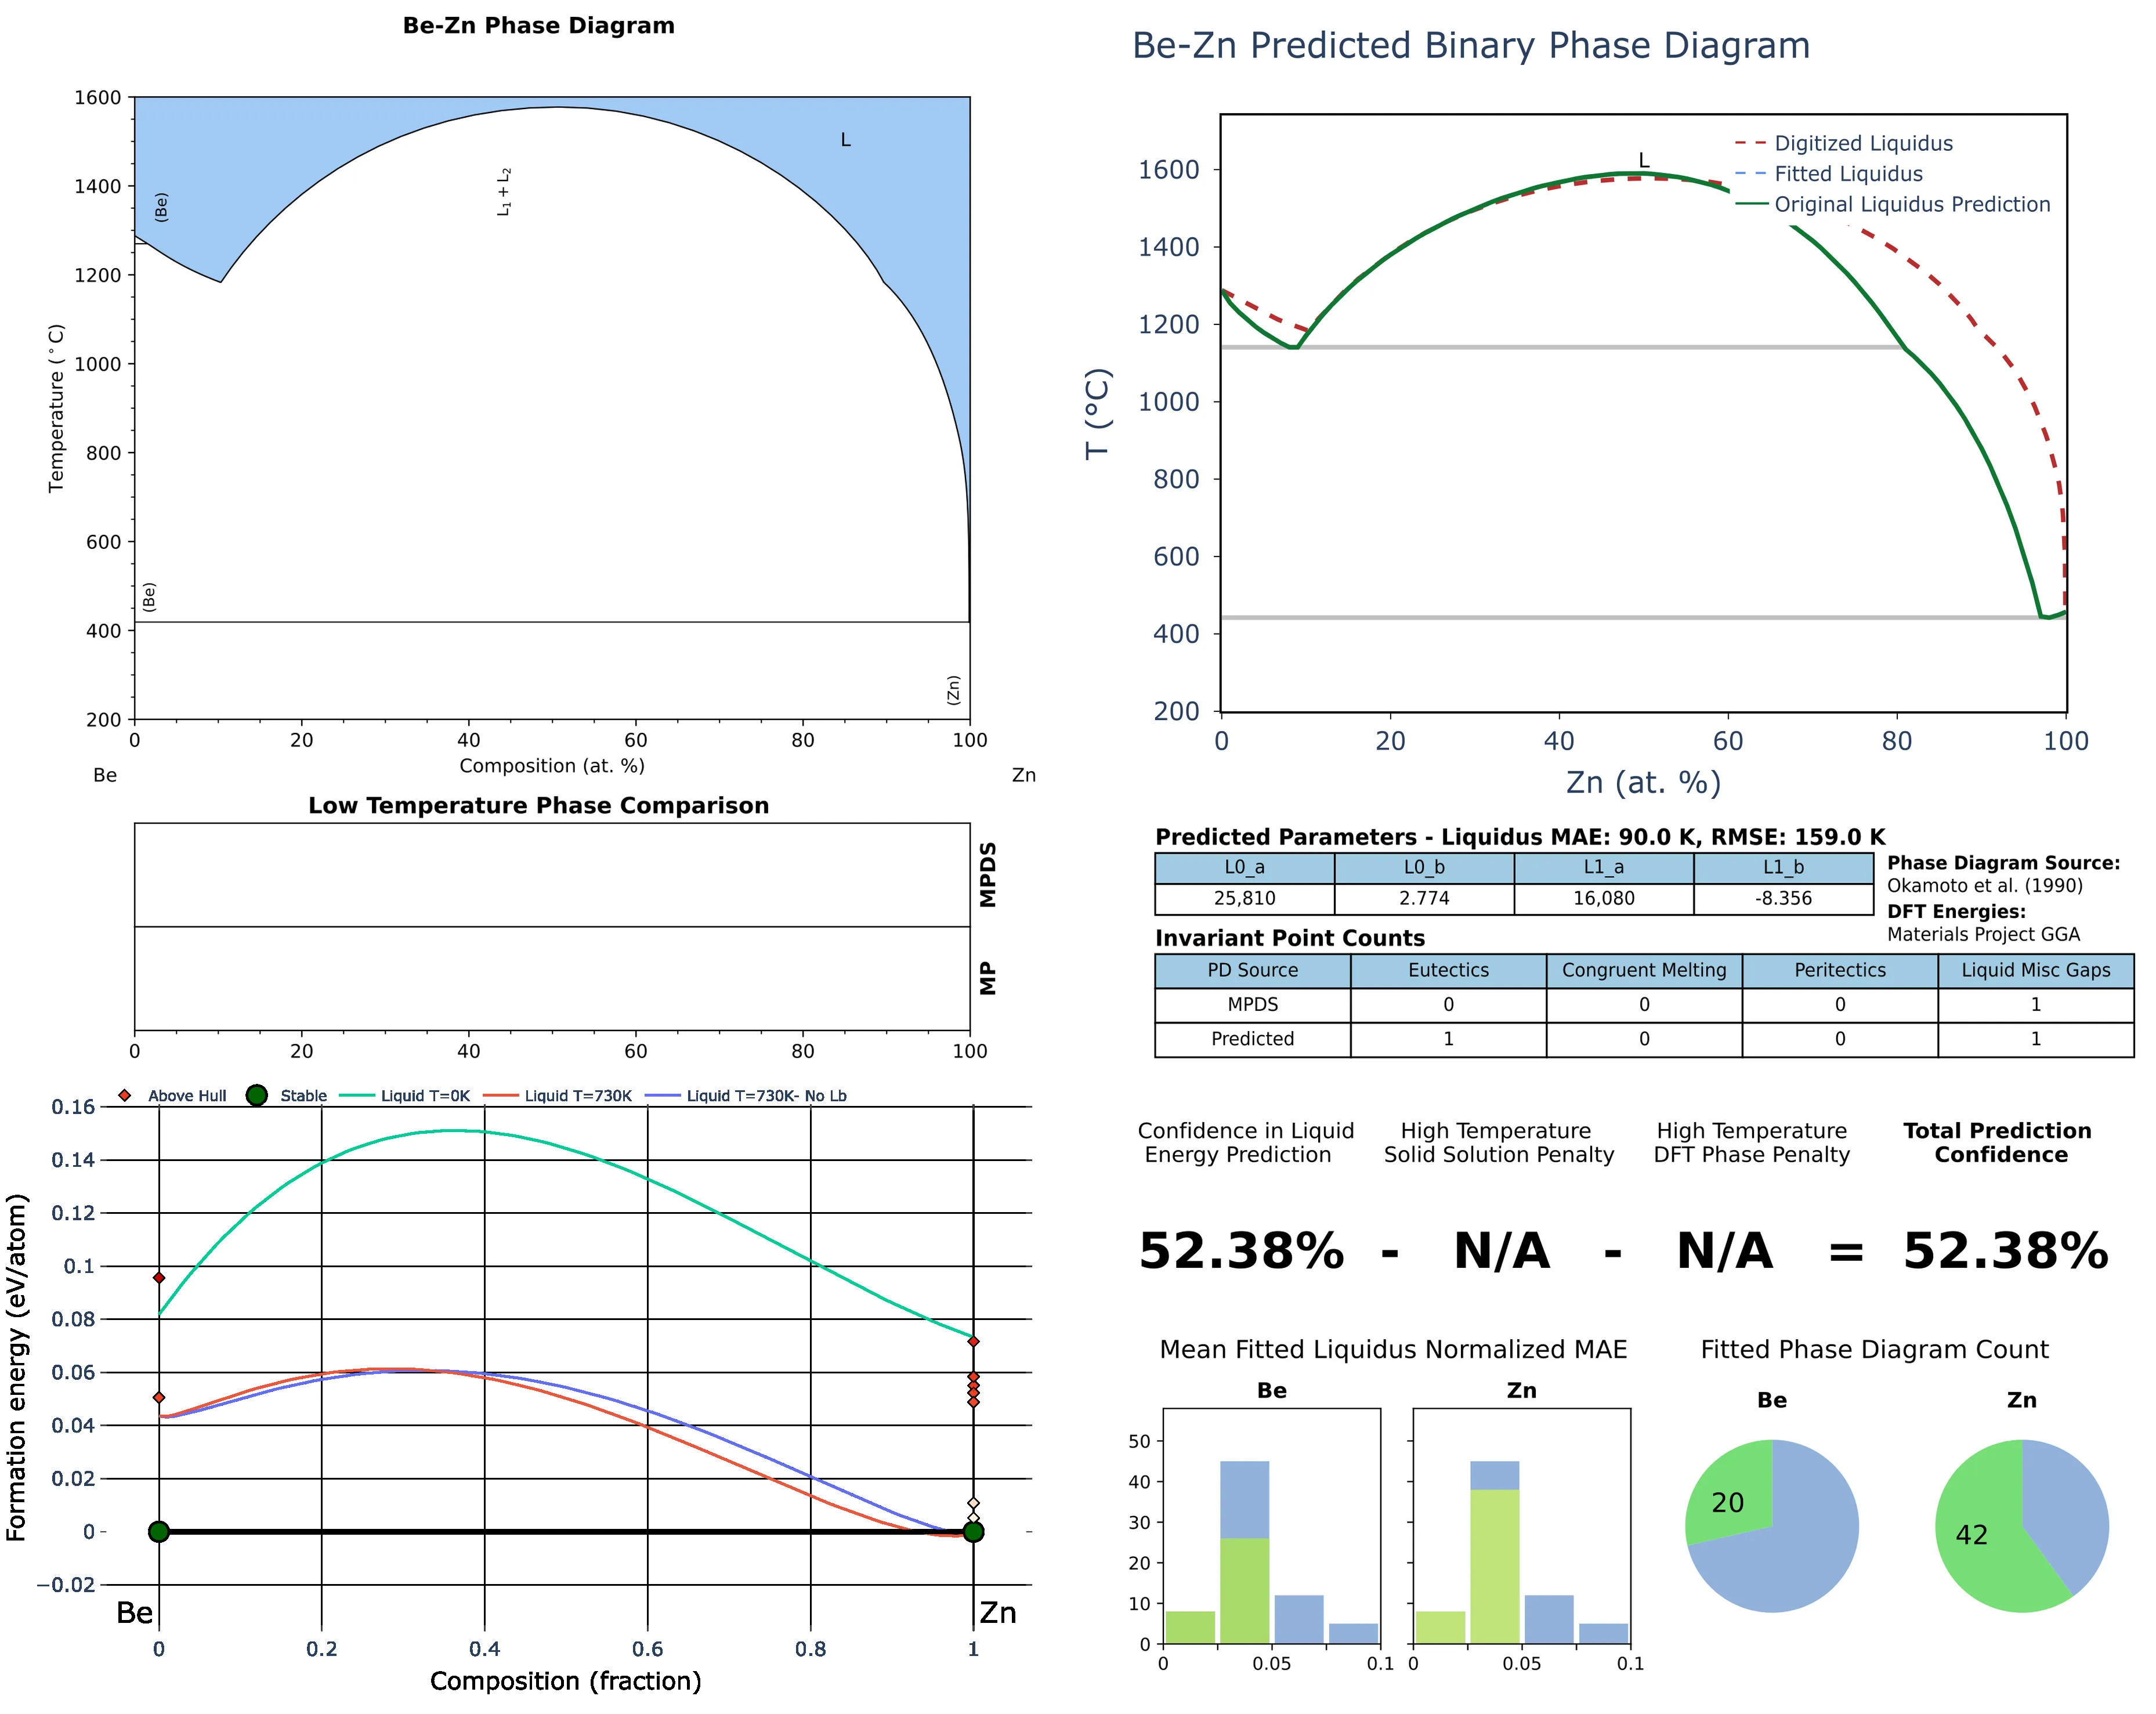 Be-Zn Phase Diagram
1600
1400
1200
1000
800
600
400
200
Temperature (°C)
L
(Be)
L₁ + L₂
(Be)
(Zn)
0 20 40 60 80 100
Composition (at. %)
Be Zn
Low Temperature Phase Comparison
MPDS
MP
0 20 40 60 80 100
Above Hull Stable Liquid T=0K Liquid T=730K Liquid T=730K- No Lb
0.16
0.14
0.12
0.1
0.08
0.06
0.04
0.02
0
−0.02
Formation energy (eV/atom)
Be Zn
0 0.2 0.4 0.6 0.8 1
Composition (fraction)
Be-Zn Predicted Binary Phase Diagram
L
Digitized Liquidus
Fitted Liquidus
Original Liquidus Prediction
1600
1400
1200
1000
800
600
400
200
T (°C)
0 20 40 60 80 100
Zn (at. %)
Predicted Parameters - Liquidus MAE: 90.0 K, RMSE: 159.0 K
L0_a L0_b L1_a L1_b
25,810 2.774 16,080 -8.356
Phase Diagram Source:
Okamoto et al. (1990)
DFT Energies:
Materials Project GGA
Invariant Point Counts
PD Source Eutectics Congruent Melting Peritectics Liquid Misc Gaps
MPDS 0 0 0 1
Predicted 1 0 0 1
Confidence in Liquid
Energy Prediction
High Temperature
Solid Solution Penalty
High Temperature
DFT Phase Penalty
Total Prediction
Confidence
52.38% - N/A - N/A = 52.38%
Mean Fitted Liquidus Normalized MAE
Be Zn
50
40
30
20
10
0
0 0.05 0.1 0 0.05 0.1
Fitted Phase Diagram Count
Be Zn
20 42